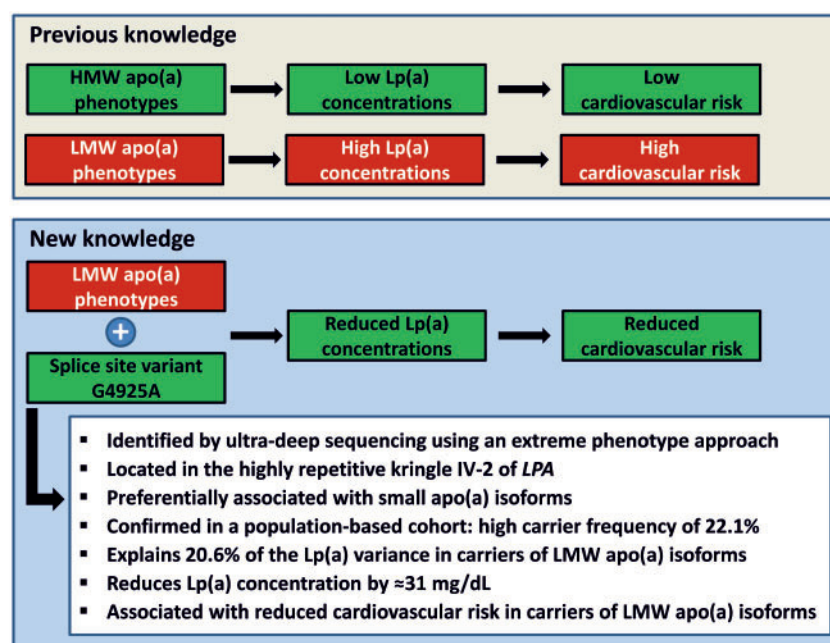 Previous knowledge
HMW apo(a)
phenotypes
Low Lp(a)
concentrations
Low
cardiovascular risk
LMW apo(a)
phenotypes
High Lp(a)
concentrations
High
cardiovascular risk
New knowledge
LMW apo(a)
phenotypes
+
Splice site variant
G4925A
Reduced Lp(a)
concentrations
Reduced
cardiovascular risk
▪ Identified by ultra-deep sequencing using an extreme phenotype approach
▪ Located in the highly repetitive kringle IV-2 of LPA
▪ Preferentially associated with small apo(a) isoforms
▪ Confirmed in a population-based cohort: high carrier frequency of 22.1%
▪ Explains 20.6% of the Lp(a) variance in carriers of LMW apo(a) isoforms
▪ Reduces Lp(a) concentration by ≈31 mg/dL
▪ Associated with reduced cardiovascular risk in carriers of LMW apo(a) isoforms